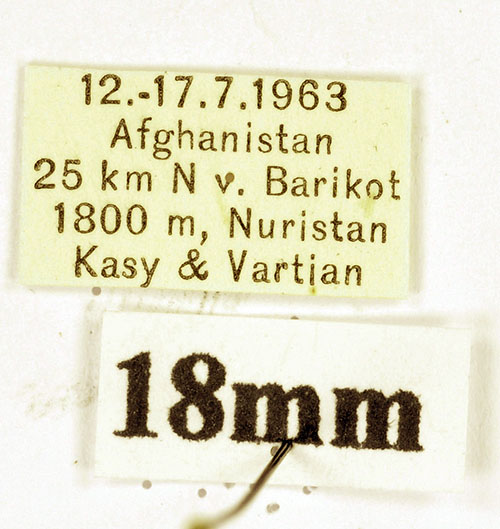 12.-17.7.1963
Afghanistan
25 km N v. Barikot
1800 m, Nuristan
Kasy & Vartian
18mm